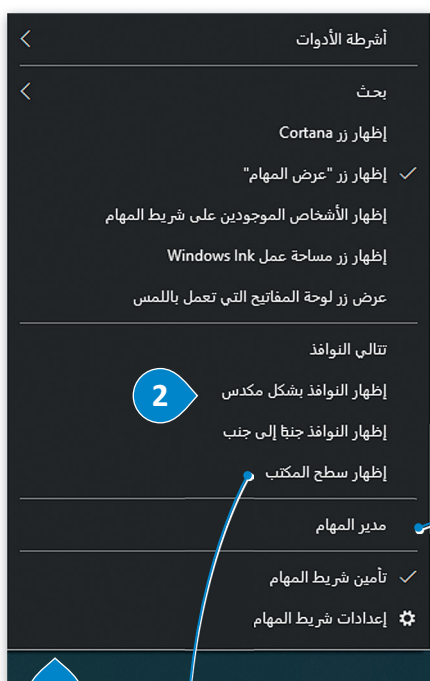 أشرطة الأدوات
بحث
إظهار زر Cortana
إظهار زر "عرض المهام"
إظهار الأشخاص الموجودين على شريط المهام
إظهار زر مساحة عمل Windows Ink
عرض زر لوحة المفاتيح التي تعمل باللمس
تتالي النوافذ
إظهار النوافذ بشكل مكدس
2
إظهار النوافذ جنبًا إلى جنب
إظهار سطح المكتب
مدير المهام
تأمين شريط المهام
إعدادات شريط المهام